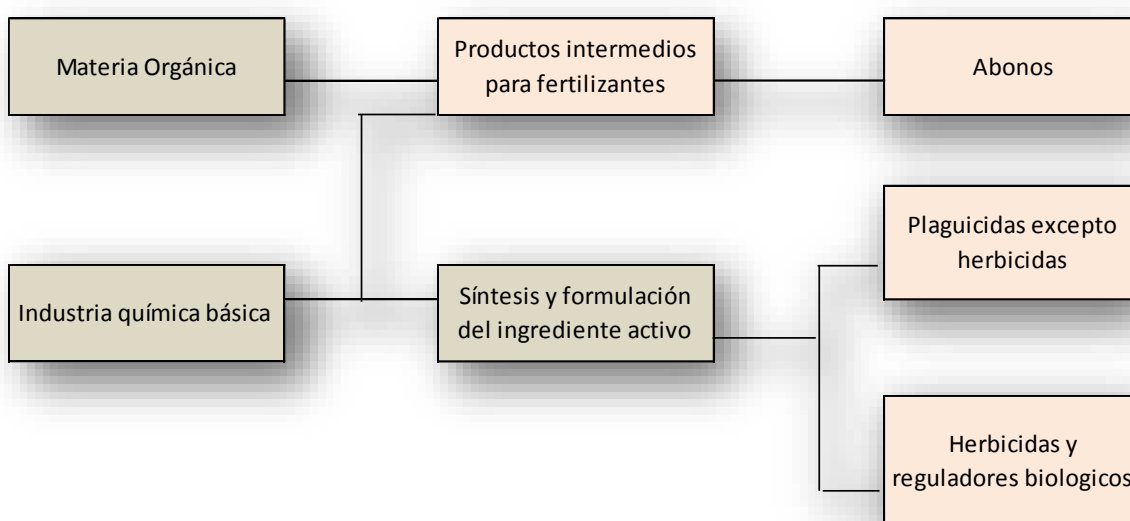 Materia Orgánica
Productos intermedios
para fertilizantes
Abonos
Plaguicidas excepto
herbicidas
Industria química básica
Síntesis y formulación
del ingrediente activo
Herbicidas y
reguladores biologicos